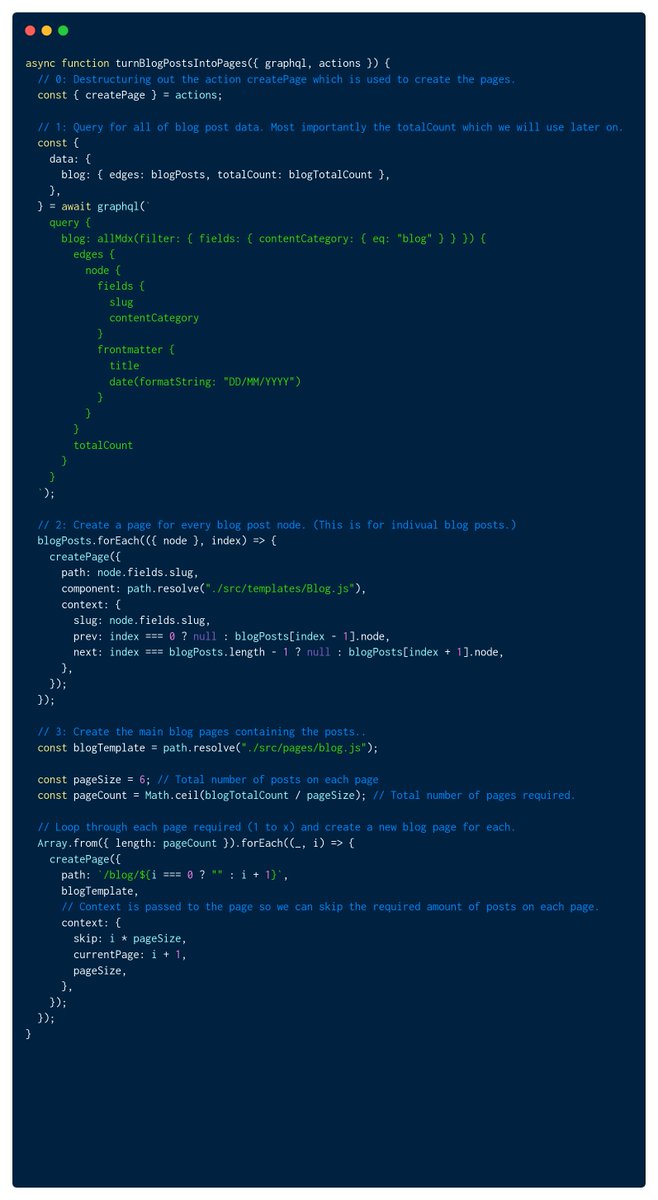 async function turnBlogPostsIntoPages({ graphql, actions }) {
  // 0: Destructuring out the action createPage which is used to create the pages.
  const { createPage } = actions;

  // 1: Query for all of blog post data. Most importantly the totalCount which we will use later on.
  const {
    data: {
      blog: { edges: blogPosts, totalCount: blogTotalCount },
    },
  } = await graphql(`
    query {
      blog: allMdx(filter: { fields: { contentCategory: { eq: "blog" } } }) {
        edges {
          node {
            fields {
              slug
              contentCategory
            }
            frontmatter {
              title
              date(formatString: "DD/MM/YYYY")
            }
          }
        }
        totalCount
      }
    }
  `);

  // 2: Create a page for every blog post node. (This is for indivual blog posts.)
  blogPosts.forEach(({ node }, index) => {
    createPage({
      path: node.fields.slug,
      component: path.resolve("./src/templates/Blog.js"),
      context: {
        slug: node.fields.slug,
        prev: index === 0 ? null : blogPosts[index - 1].node,
        next: index === blogPosts.length - 1 ? null : blogPosts[index + 1].node,
      },
    });
  });

  // 3: Create the main blog pages containing the posts..
  const blogTemplate = path.resolve("./src/pages/blog.js");

  const pageSize = 6; // Total number of posts on each page
  const pageCount = Math.ceil(blogTotalCount / pageSize); // Total number of pages required.

  // Loop through each page required (1 to x) and create a new blog page for each.
  Array.from({ length: pageCount }).forEach((_, i) => {
    createPage({
      path: `/blog/${i === 0 ? "" : i + 1}`,
      blogTemplate,
      // Context is passed to the page so we can skip the required amount of posts on each page.
      context: {
        skip: i * pageSize,
        currentPage: i + 1,
        pageSize,
      },
    });
  });
}